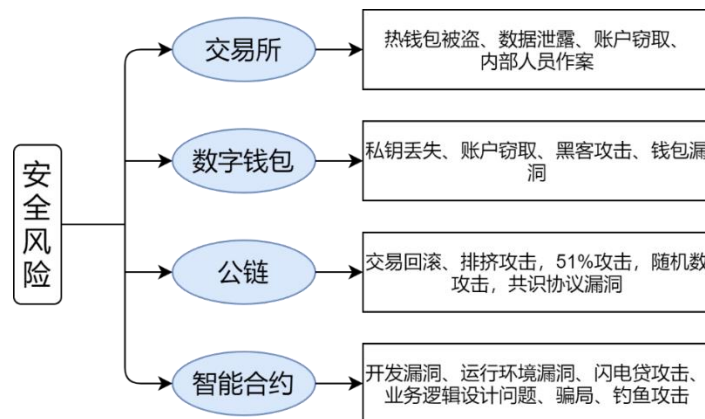 安全风险
交易所
热钱包被盗、数据泄露、账户窃取、
内部人员作案
数字钱包
私钥丢失、账户窃取、黑客攻击、钱包漏
洞
公链
交易回滚、排挤攻击，51%攻击，随机数
攻击，共识协议漏洞
智能合约
开发漏洞、运行环境漏洞、闪电贷攻击、
业务逻辑设计问题、骗局、钓鱼攻击